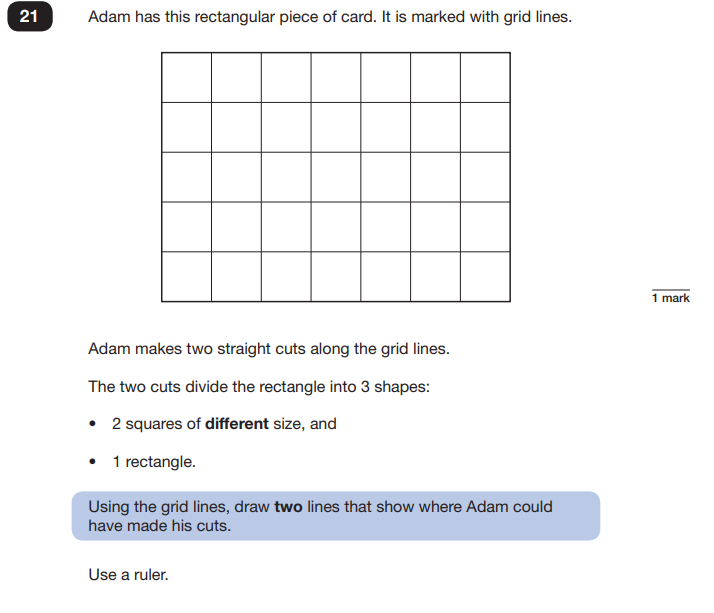 21
Adam has this rectangular piece of card. It is marked with grid lines.
1 mark
Adam makes two straight cuts along the grid lines.
The two cuts divide the rectangle into 3 shapes:
• 2 squares of different size, and
• 1 rectangle.
Using the grid lines, draw two lines that show where Adam could
have made his cuts.
Use a ruler.